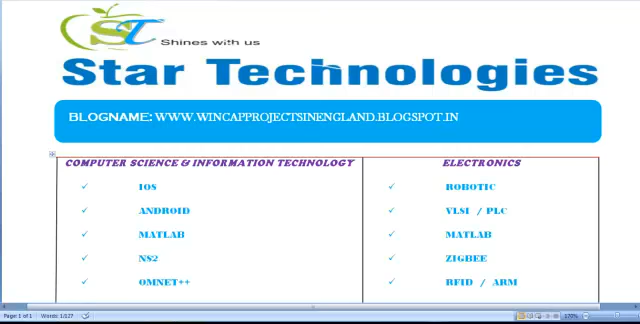 ST
Shines with us
Star Technologies
BLOGNAME: WWW.WINCAPPROJECTSINENGLAND.BLOGSPOT.IN
COMPUTER SCIENCE & INFORMATION TECHNOLOGY
ELECTRONICS
IOS
ROBOTIC
ANDROID
VLSI / PLC
MATLAB
MATLAB
NS2
ZIGBEE
OMNET++
RFID / ARM
Page: 1 of 1 Words: 1/127
170%